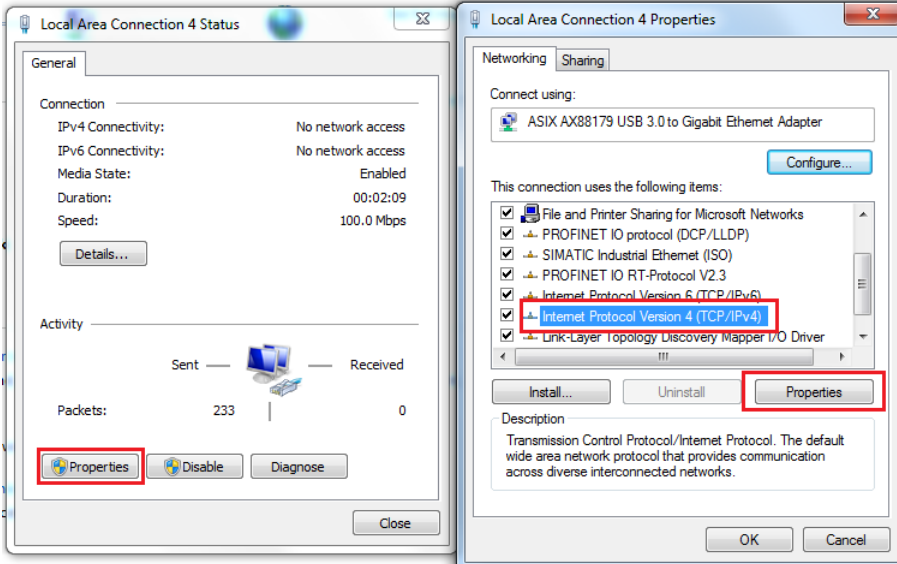 Local Area Connection 4 Status
General
Connection
IPv4 Connectivity: No network access
IPv6 Connectivity: No network access
Media State: Enabled
Duration: 00:02:09
Speed: 100.0 Mbps
Details...
Activity
Sent Received
Packets: 233 0
Properties Disable Diagnose
Close
Local Area Connection 4 Properties
Networking Sharing
Connect using:
ASIX AX88179 USB 3.0 to Gigabit Ethernet Adapter
Configure...
This connection uses the following items:
File and Printer Sharing for Microsoft Networks
PROFINET IO protocol (DCP/LLDP)
SIMATIC Industrial Ethernet (ISO)
PROFINET IO RT-Protocol V2.3
Internet Protocol Version 6 (TCP/IPv6)
Internet Protocol Version 4 (TCP/IPv4)
Link-Layer Topology Discovery Mapper I/O Driver
Install... Uninstall Properties
Description
Transmission Control Protocol/Internet Protocol. The default
wide area network protocol that provides communication
across diverse interconnected networks.
OK Cancel